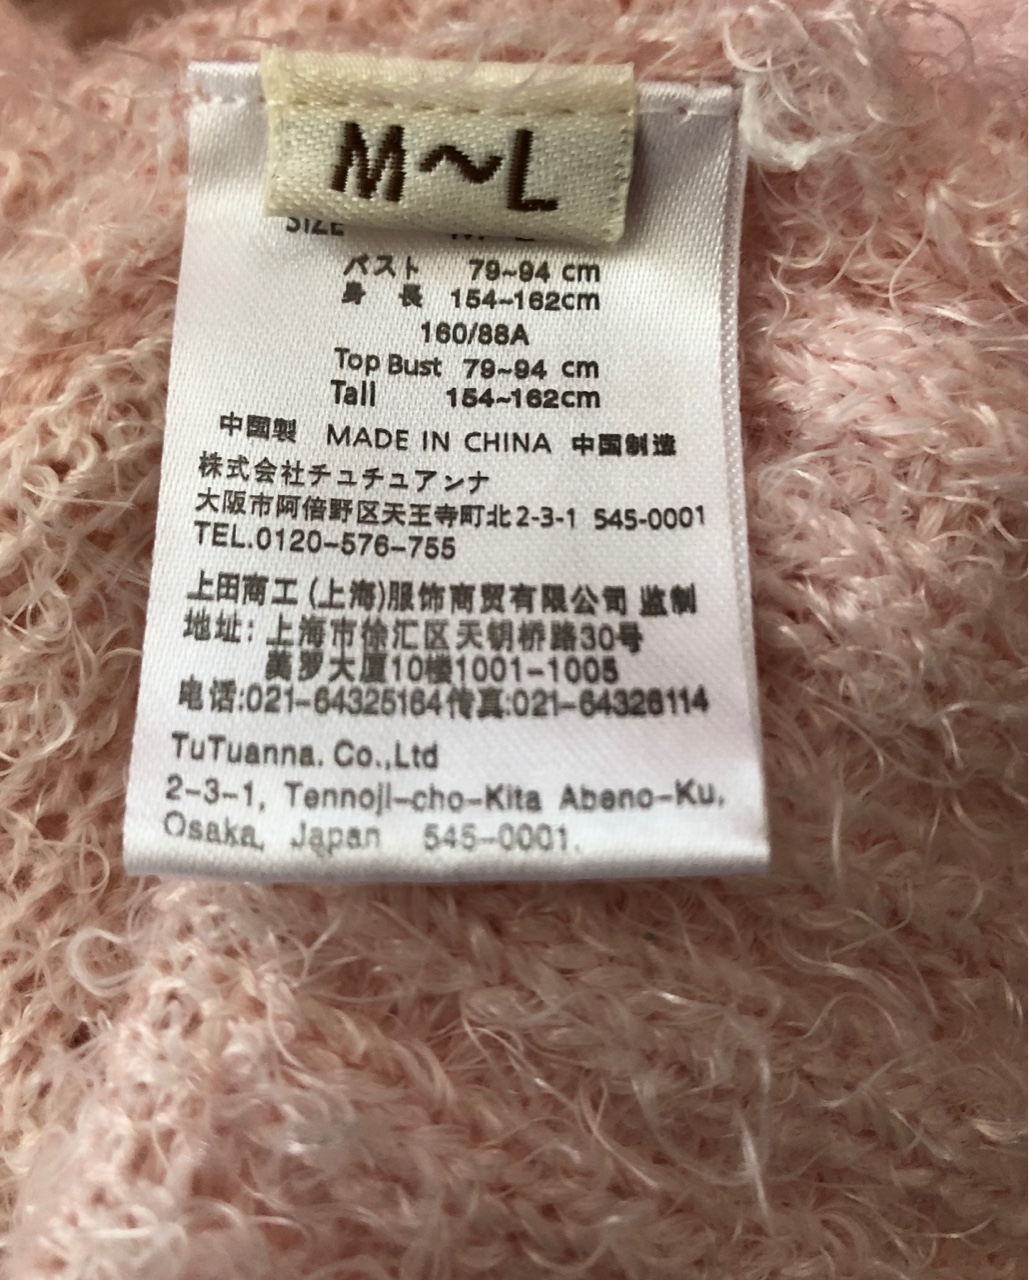 M~L
SIZE
バスト 79~94 cm
身 長 154~162cm
160/88A
Top Bust 79~94 cm
Tall 154~162cm
中国製 MADE IN CHINA 中国制造
株式会社チュチュアンナ
大阪市阿倍野区天王寺町北2-3-1 545-0001
TEL.0120-576-755
上田商工(上海)服饰商贸有限公司 监制
地址: 上海市徐汇区天钥桥路30号
美罗大厦10楼1001-1005
电话:021-64325184传真:021-64326114
TuTuanna. Co.,Ltd
2-3-1, Tennoji-cho-Kita Abeno-Ku,
Osaka, Japan 545-0001.